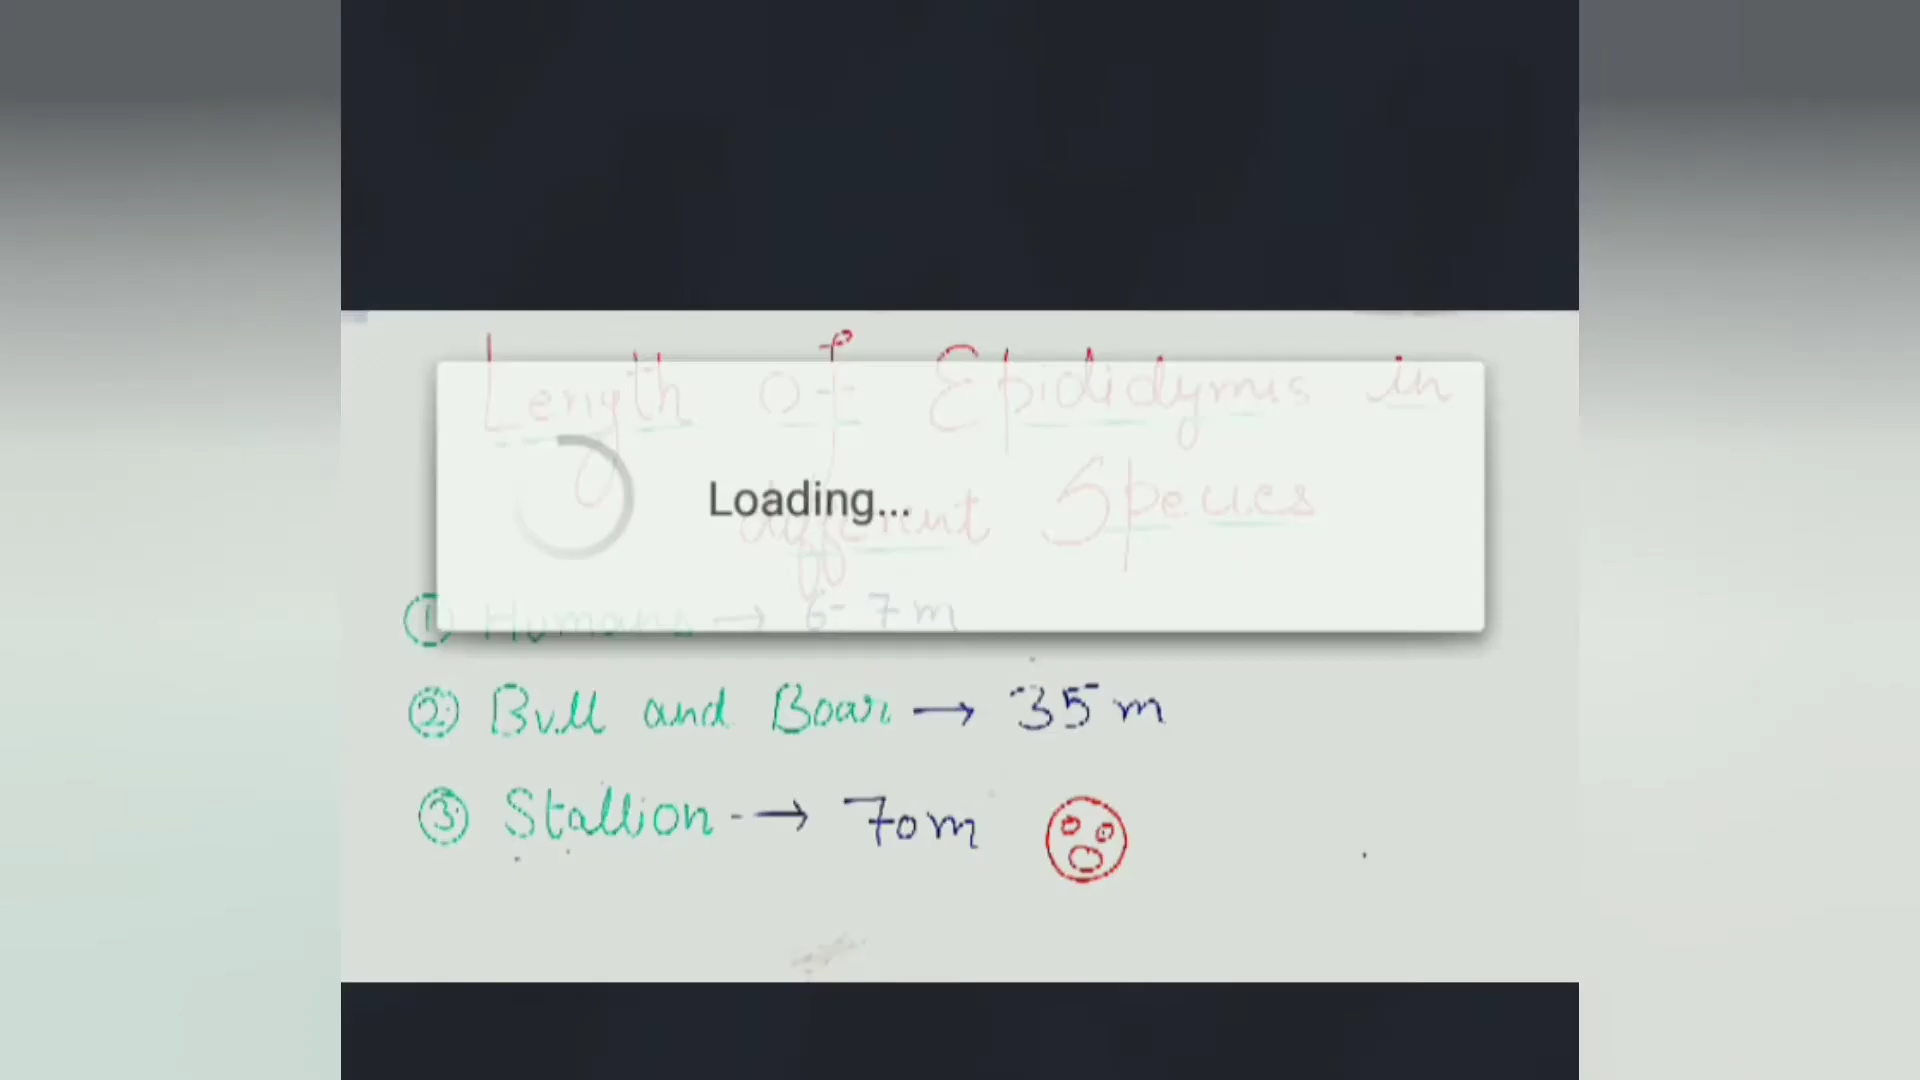 Length of Epididymis in
Loading...
different Species
① Humans → 6-7 m
② Bull and Boar → 35 m
③ Stallion → 70 m